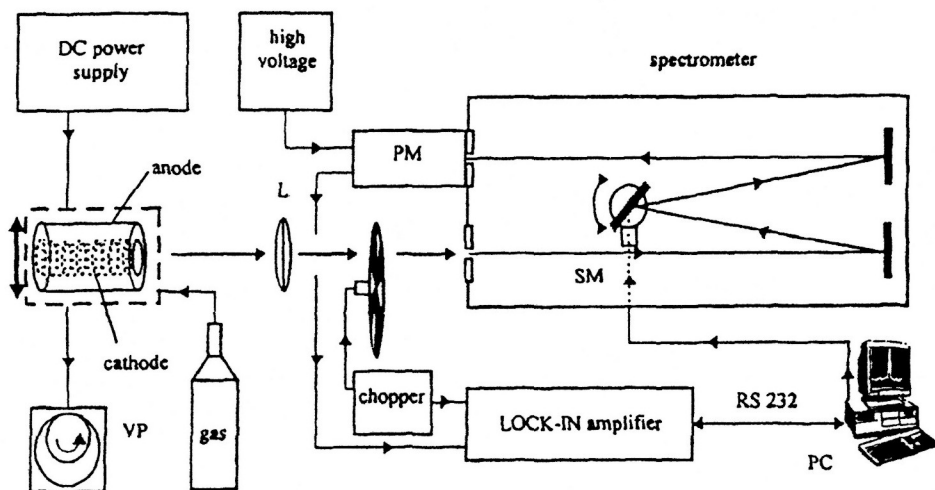 DC power
supply
high
voltage
spectrometer
PM
anode
L
SM
cathode
VP
gas
chopper
LOCK-IN amplifier
RS 232
PC